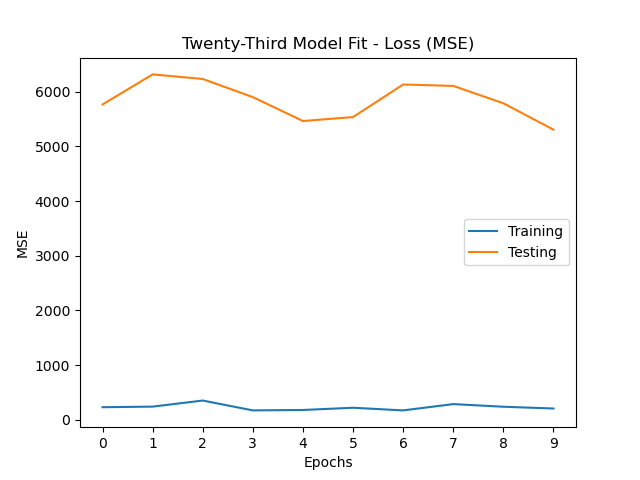 Twenty-Third Model Fit - Loss (MSE)
6000
5000
4000
3000
2000
1000
0
MSE
Training
Testing
0 1 2 3 4 5 6 7 8 9
Epochs